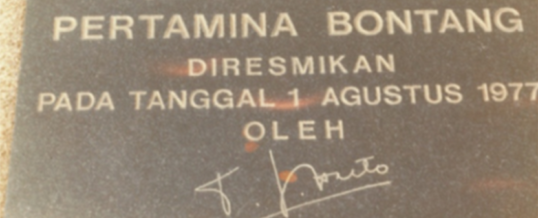 PERTAMINA BONTANG
DIRESMIKAN
PADA TANGGAL 1 AGUSTUS 1977
OLEH